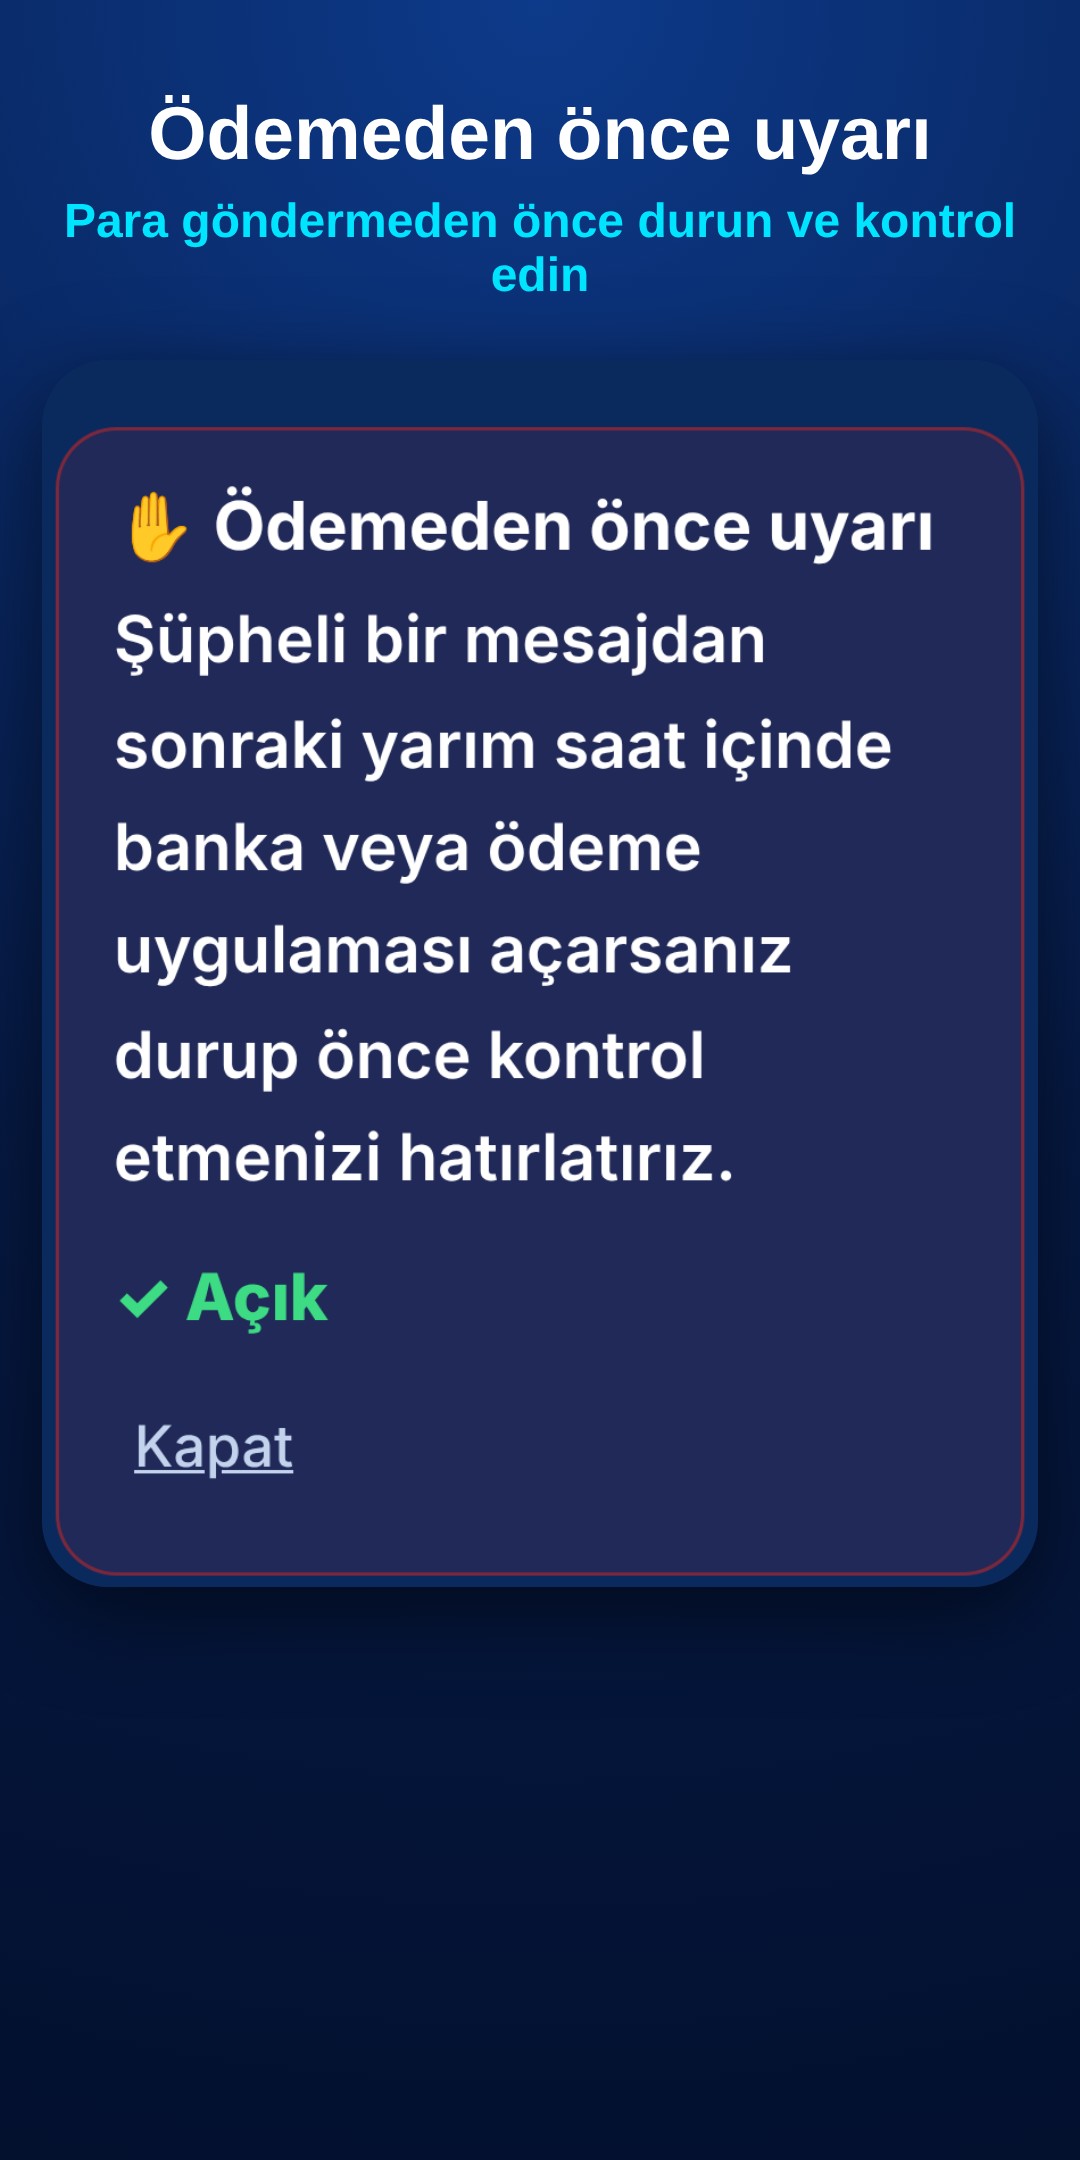 Ödemeden önce uyarı
Para göndermeden önce durun ve kontrol
edin
✋ Ödemeden önce uyarı
Şüpheli bir mesajdan
sonraki yarım saat içinde
banka veya ödeme
uygulaması açarsanız
durup önce kontrol
etmenizi hatırlatırız.
✓ Açık
Kapat